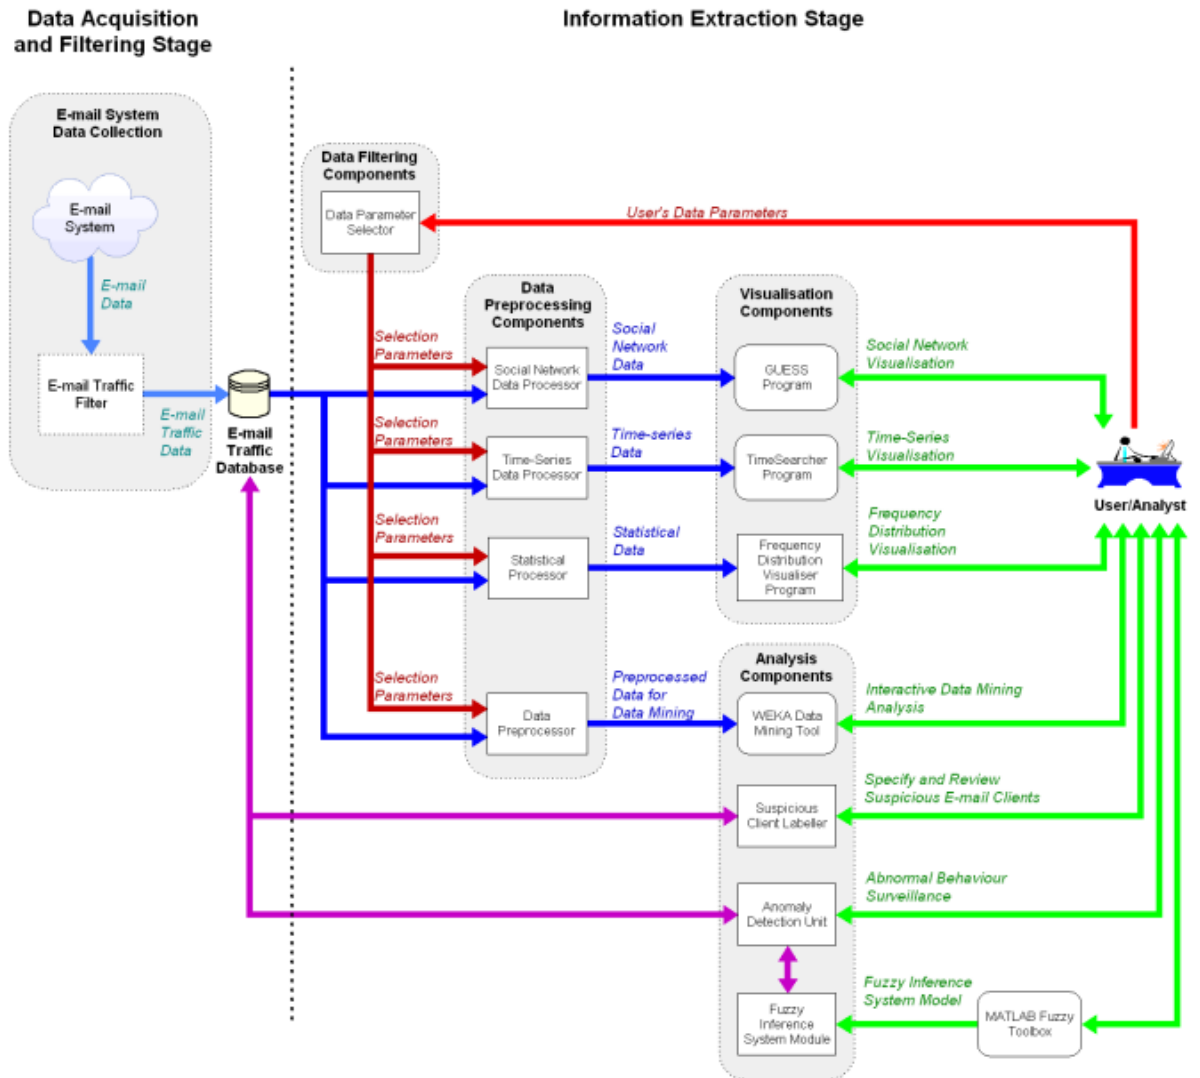 Data Acquisition
and Filtering Stage
Information Extraction Stage
E-mail System
Data Collection
E-mail
System
E-mail
Data
E-mail Traffic
Filter
E-mail
Traffic
Data
E-mail
Traffic
Database
Data Filtering
Components
Data Parameter
Selector
User's Data Parameters
Data
Preprocessing
Components
Selection
Parameters
Social Network
Data Processor
Selection
Parameters
Time-Series
Data Processor
Selection
Parameters
Statistical
Processor
Selection
Parameters
Data
Preprocessor
Social
Network
Data
Time-series
Data
Statistical
Data
Preprocessed
Data for
Data Mining
Visualisation
Components
GUESS
Program
TimeSearcher
Program
Frequency
Distribution
Visualiser
Program
Social Network
Visualisation
Time-Series
Visualisation
Frequency
Distribution
Visualisation
User/Analyst
Analysis
Components
WEKA Data
Mining Tool
Suspicious
Client Labeller
Anomaly
Detection Unit
Fuzzy
Inference
System Module
Interactive Data Mining
Analysis
Specify and Review
Suspicious E-mail Clients
Abnormal Behaviour
Surveillance
Fuzzy Inference
System Model
MATLAB Fuzzy
Toolbox